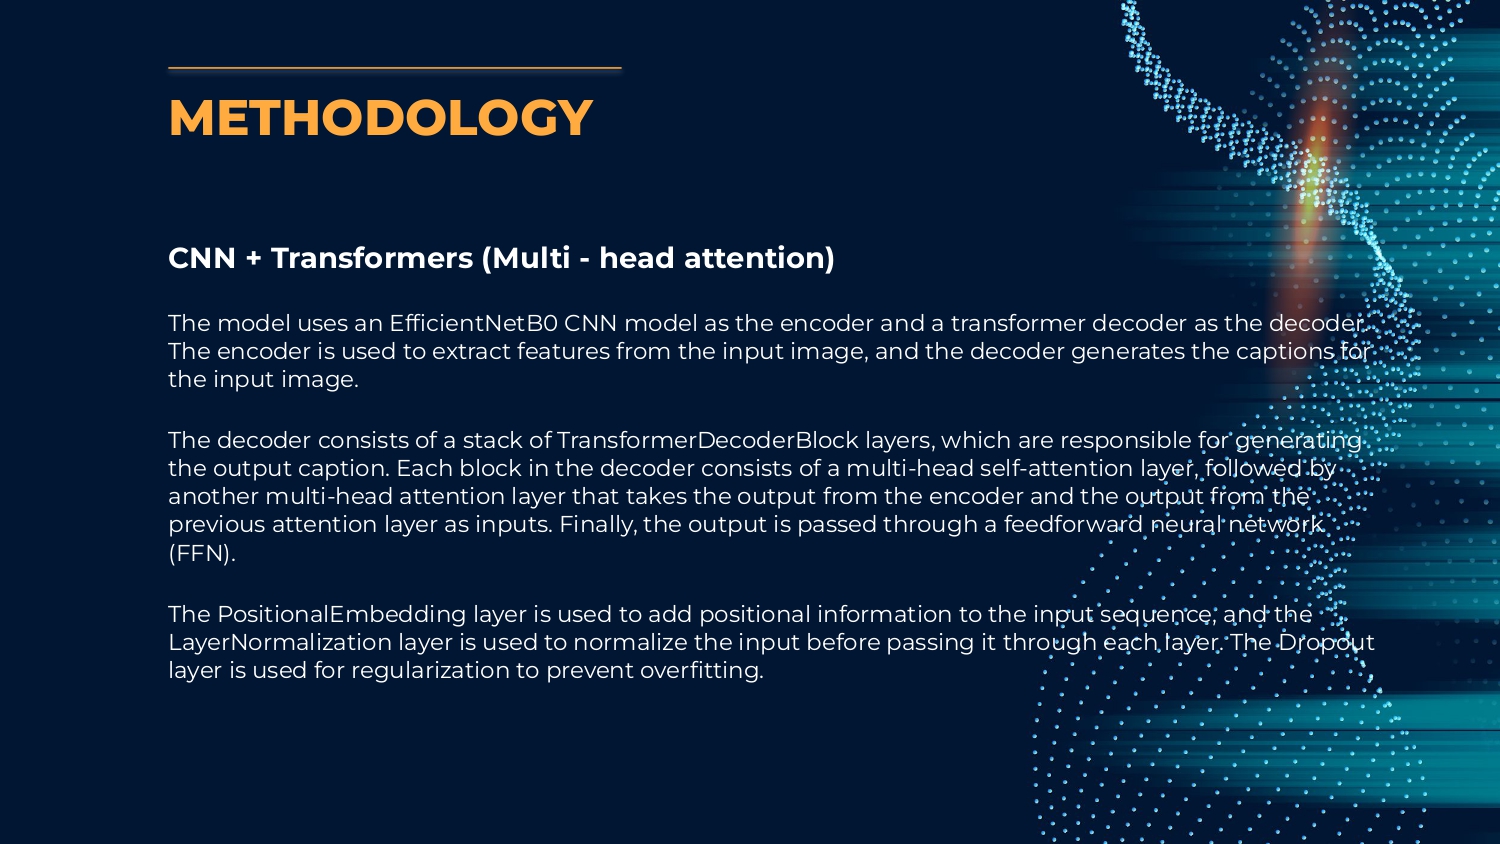 METHODOLOGY
CNN + Transformers (Multi - head attention)
The model uses an EfficientNetB0 CNN model as the encoder and a transformer decoder as the decoder.
The encoder is used to extract features from the input image, and the decoder generates the captions for
the input image.
The decoder consists of a stack of TransformerDecoderBlock layers, which are responsible for generating
the output caption. Each block in the decoder consists of a multi-head self-attention layer, followed by
another multi-head attention layer that takes the output from the encoder and the output from the
previous attention layer as inputs. Finally, the output is passed through a feedforward neural network
(FFN).
The PositionalEmbedding layer is used to add positional information to the input sequence, and the
LayerNormalization layer is used to normalize the input before passing it through each layer. The Dropout
layer is used for regularization to prevent overfitting.